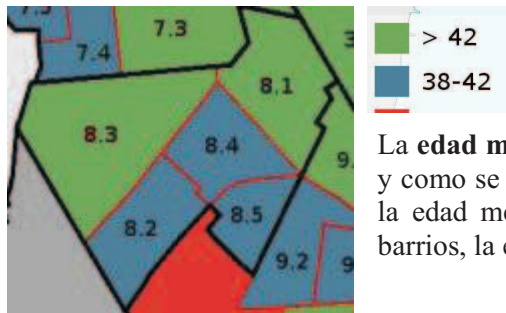 7.3
7.4
8.1
8.3
8.4
8.2
8.5
9.2
> 42
38-42
La edad m
y como se
la edad me
barrios, la e